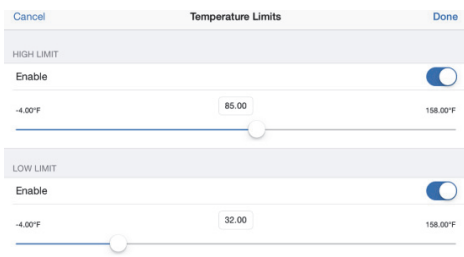 Cancel Temperature Limits Done
HIGH LIMIT
Enable
-4.00°F 85.00 158.00°F
LOW LIMIT
Enable
-4.00°F 32.00 158.00°F